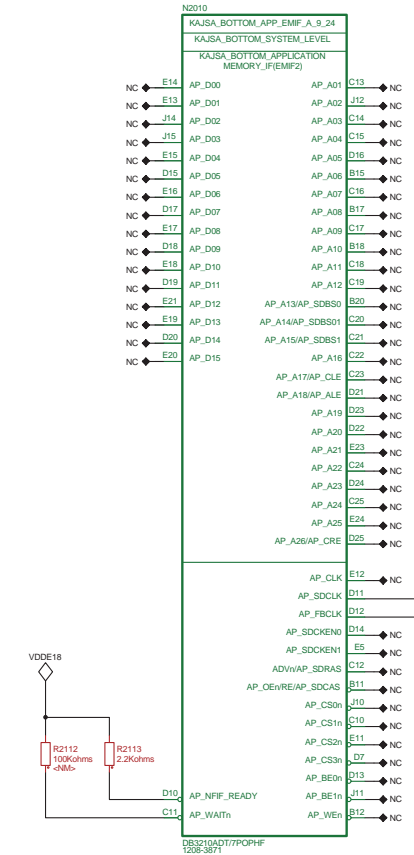 N2010
KAJSA_BOTTOM_APP_EMIF_A_9_24
KAJSA_BOTTOM_SYSTEM_LEVEL
KAJSA_BOTTOM_APPLICATION
MEMORY_IF(EMIF2)
NC E14 AP_D00 AP_A01 C13 NC
NC E13 AP_D01 AP_A02 J12 NC
NC J14 AP_D02 AP_A03 C14 NC
NC J15 AP_D03 AP_A04 C15 NC
NC E15 AP_D04 AP_A05 D16 NC
NC D15 AP_D05 AP_A06 B15 NC
NC E16 AP_D06 AP_A07 C16 NC
NC D17 AP_D07 AP_A08 B17 NC
NC E17 AP_D08 AP_A09 C17 NC
NC D18 AP_D09 AP_A10 B18 NC
NC E18 AP_D10 AP_A11 C18 NC
NC D19 AP_D11 AP_A12 C19 NC
NC E21 AP_D12 AP_A13/AP_SDBS0 B20 NC
NC E19 AP_D13 AP_A14/AP_SDBS01 C20 NC
NC D20 AP_D14 AP_A15/AP_SDBS1 C21 NC
NC E20 AP_D15 AP_A16 C22 NC
AP_A17/AP_CLE C23 NC
AP_A18/AP_ALE D21 NC
AP_A19 D23 NC
AP_A20 D22 NC
AP_A21 E23 NC
AP_A22 C24 NC
AP_A23 D24 NC
AP_A24 C25 NC
AP_A25 E24 NC
AP_A26/AP_CRE D25 NC
AP_CLK E12 NC
AP_SDCLK D11
AP_FBCLK D12
AP_SDCKEN0 D14 NC
AP_SDCKEN1 E5 NC
VDDE18
ADVn/AP_SDRAS C12 NC
AP_OEn/RE/AP_SDCAS B11 NC
AP_CS0n J10 NC
AP_CS1n C10 NC
AP_CS2n E11 NC
AP_CS3n D7 NC
R2112
100Kohms
<NM>
R2113
2.2Kohms
AP_BE0n D13 NC
D10 AP_NFIF_READY AP_BE1n J11 NC
C11 AP_WAITn AP_WEn B12 NC
DB3210ADT/7POPHF
1208-3871